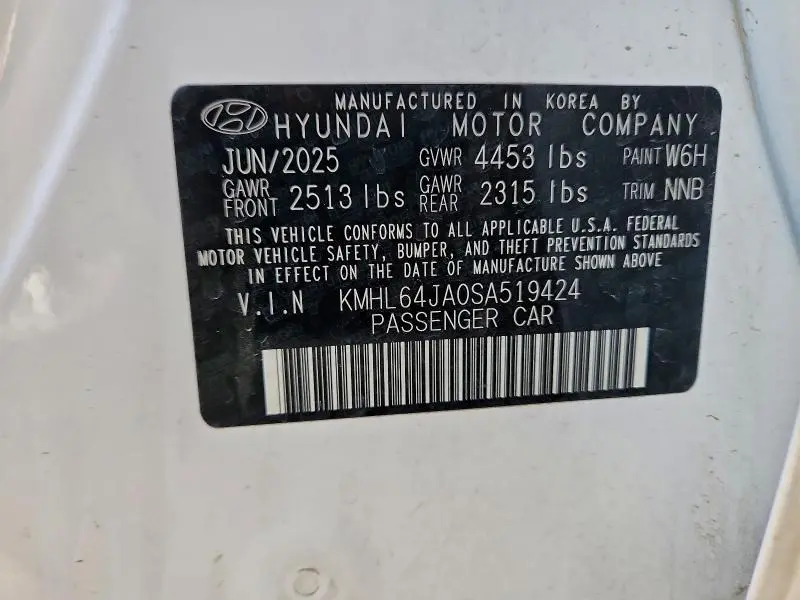 MANUFACTURED IN KOREA BY
HYUNDAI MOTOR COMPANY
JUN/2025 GVWR 4453 lbs PAINT W6H
GAWR FRONT 2513 lbs GAWR REAR 2315 lbs TRIM NNB
THIS VEHICLE CONFORMS TO ALL APPLICABLE U.S.A. FEDERAL
MOTOR VEHICLE SAFETY, BUMPER, AND THEFT PREVENTION STANDARDS
IN EFFECT ON THE DATE OF MANUFACTURE SHOWN ABOVE
V.I.N KMHL64JA0SA519424
PASSENGER CAR